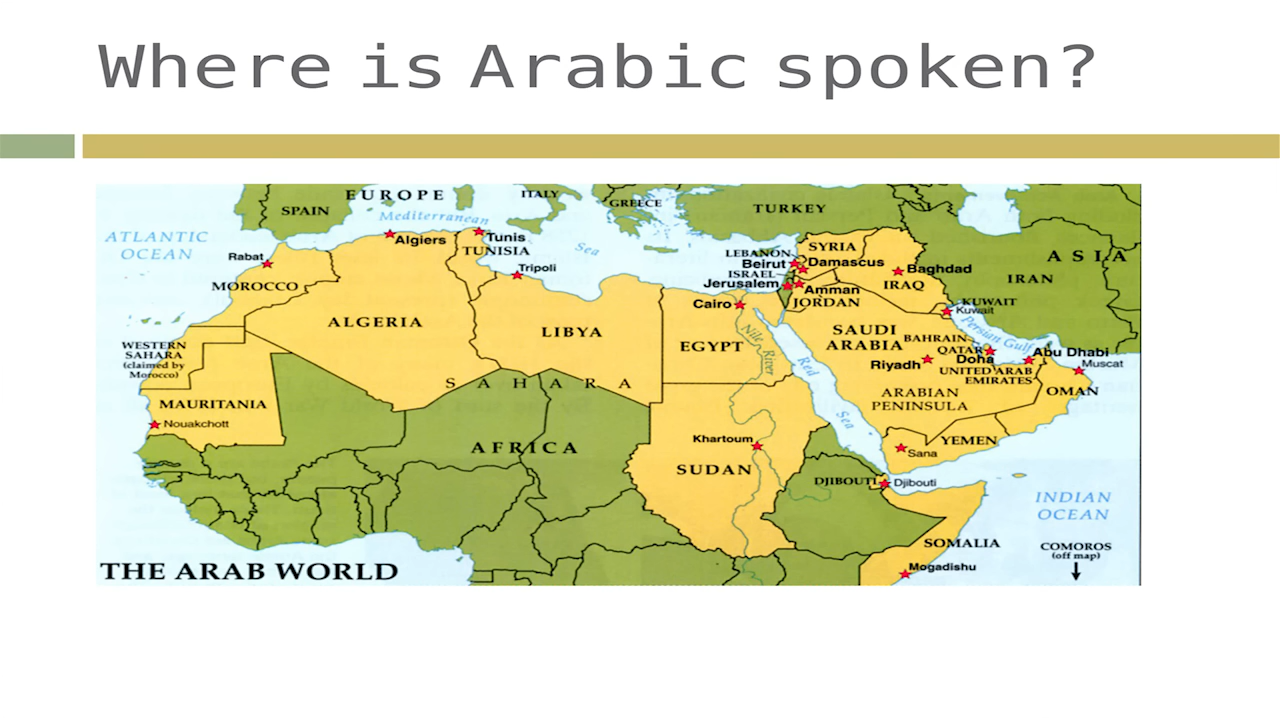 Where is Arabic spoken?
EUROPE
ITALY
SPAIN
GREECE
TURKEY
Mediterranean
Sea
ATLANTIC
OCEAN
Algiers
Tunis
TUNISIA
Tripoli
Rabat
MOROCCO
LEBANON
Beirut
ISRAEL
Jerusalem
SYRIA
Damascus
Amman
JORDAN
Baghdad
IRAQ
ASIA
IRAN
KUWAIT
Kuwait
Persian Gulf
ALGERIA
LIBYA
Cairo
EGYPT
Nile River
Red Sea
SAUDI
ARABIA
BAHRAIN
QATAR
Doha
Riyadh
Abu Dhabi
Muscat
UNITED ARAB
EMIRATES
OMAN
ARABIAN
PENINSULA
WESTERN
SAHARA
(claimed by
Morocco)
MAURITANIA
Nouakchott
SAHARA
AFRICA
Khartoum
SUDAN
YEMEN
Sana
DJIBOUTI
Djibouti
INDIAN
OCEAN
SOMALIA
Mogadishu
COMOROS
(off map)
THE ARAB WORLD